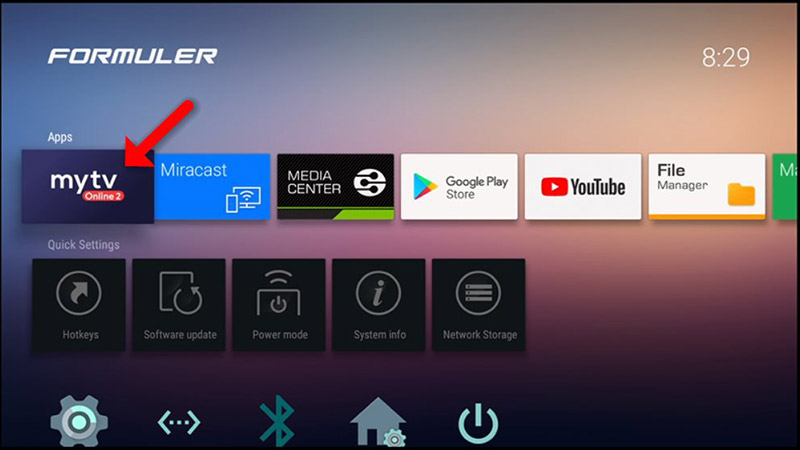 FORMULER
8:29
Apps
mytv
Online 2
Miracast
MEDIA
CENTER
Google Play
Store
YouTube
File
Manager
Quick Settings
Hotkeys
Software update
Power mode
System info
Network Storage